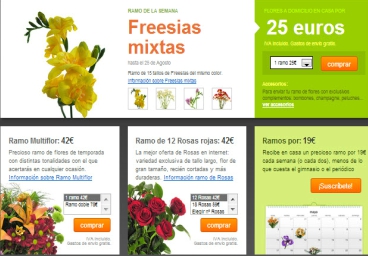 RAMO DE LA SEMANA
Freesias
mixtas
hasta el 25 de Agosto
Ramo de 15 tallos de Freesias del mismo color.
Información sobre Freesias mixtas
FLORES A DOMICILIO EN CASA POR
25 euros
IVA incluido. Gastos de envío gratis.
1 ramo 25€
comprar
accesorios:
Para enviar tu ramo de flores con exclusivos
complementos, bombones, champagne, peluches...
ver accesorios
Ramo Multiflor: 42€
Precioso ramo de flores de temporada
con distintas tonalidades con el que
acertarás en cualquier ocasión.
Información sobre Ramo Multiflor
1 ramo 42€
Ramo doble 76€
comprar
IVA incluido.
Gastos de envío gratis.
Ramo de 12 Rosas rojas: 42€
La mejor oferta de Rosas en internet:
variedad exclusiva de tallo largo, flor de
gran tamaño, recién cortadas y más
duraderas. Información ramo de Rosas
12 Rosas 42€
18 Rosas 59€
Elegir nº Rosas
comprar
IVA incluido.
Gastos de envío gratis.
Ramos por: 19€
Recibe en casa un precioso ramo por 19€
cada semana (o cada dos), menos de lo
que cuesta el gimnasio o el periódico
¡Suscríbete!